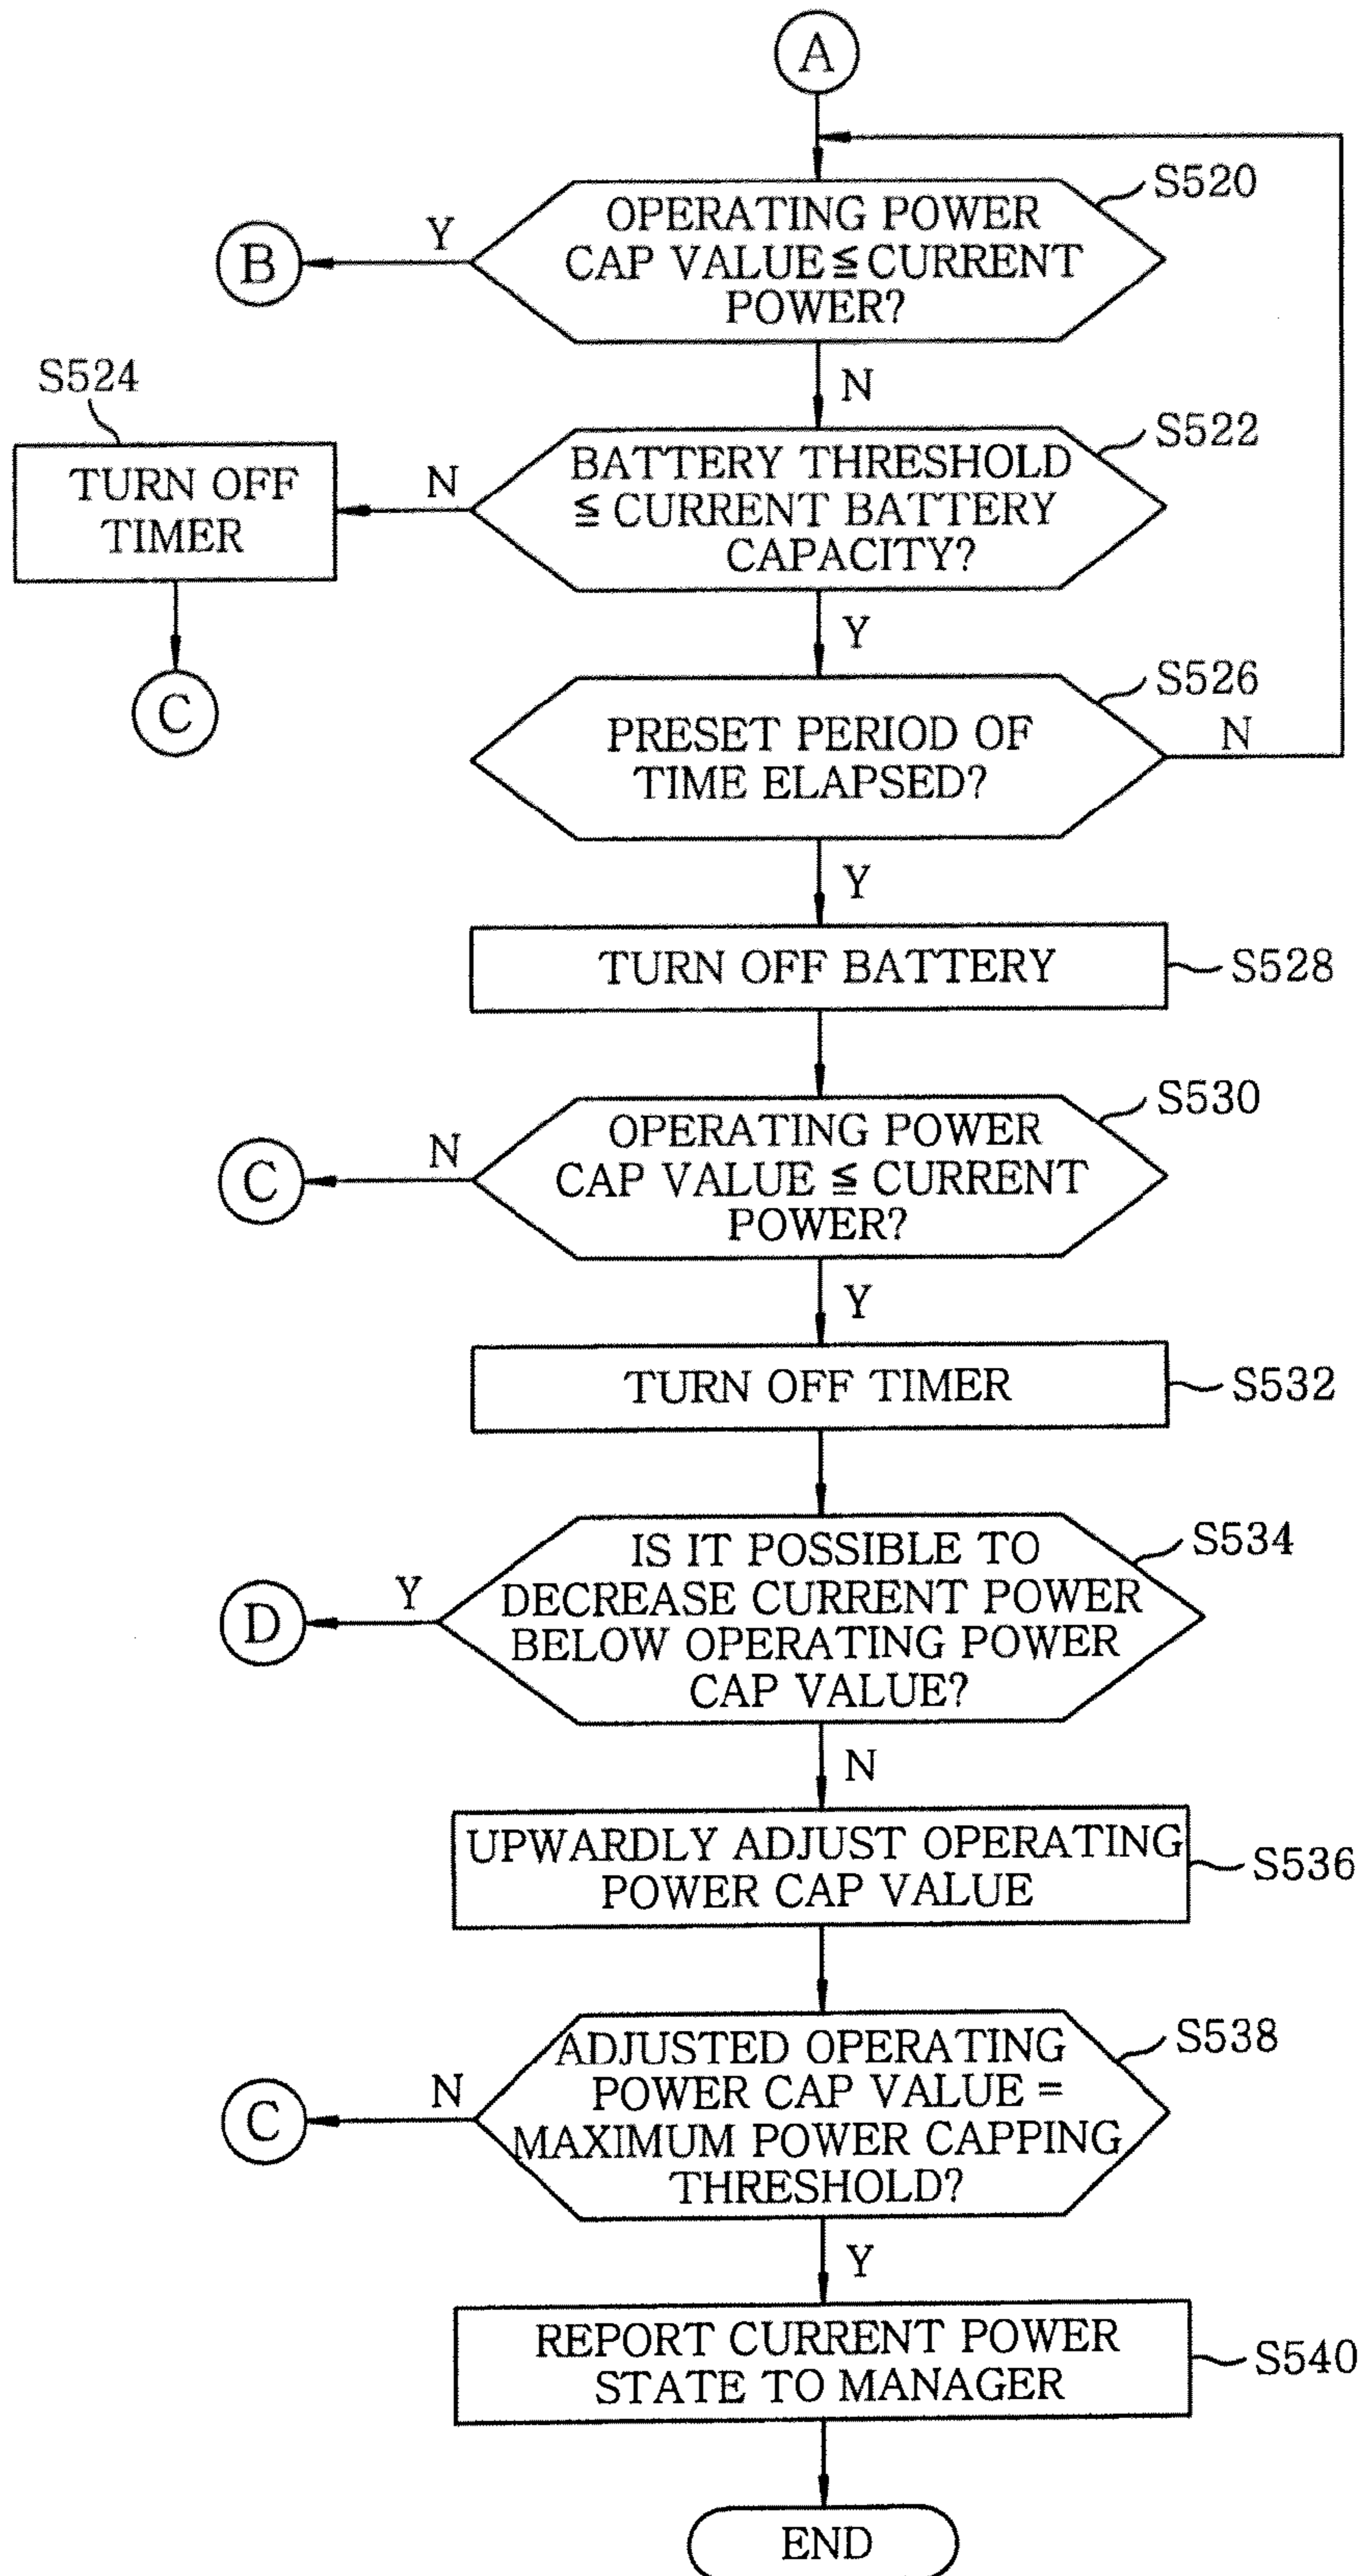 A
S520
OPERATING POWER
CAP VALUE ≦ CURRENT
POWER?
Y
B
N
S524
S522
TURN OFF
TIMER
N
BATTERY THRESHOLD
≦ CURRENT BATTERY
CAPACITY?
Y
C
S526
PRESET PERIOD OF
TIME ELAPSED?
N
Y
TURN OFF BATTERY
S528
S530
OPERATING POWER
CAP VALUE ≦ CURRENT
POWER?
N
C
Y
TURN OFF TIMER
S532
S534
IS IT POSSIBLE TO
DECREASE CURRENT POWER
BELOW OPERATING POWER
CAP VALUE?
Y
D
N
UPWARDLY ADJUST OPERATING
POWER CAP VALUE
S536
S538
ADJUSTED OPERATING
POWER CAP VALUE =
MAXIMUM POWER CAPPING
THRESHOLD?
N
C
Y
REPORT CURRENT POWER
STATE TO MANAGER
S540
END